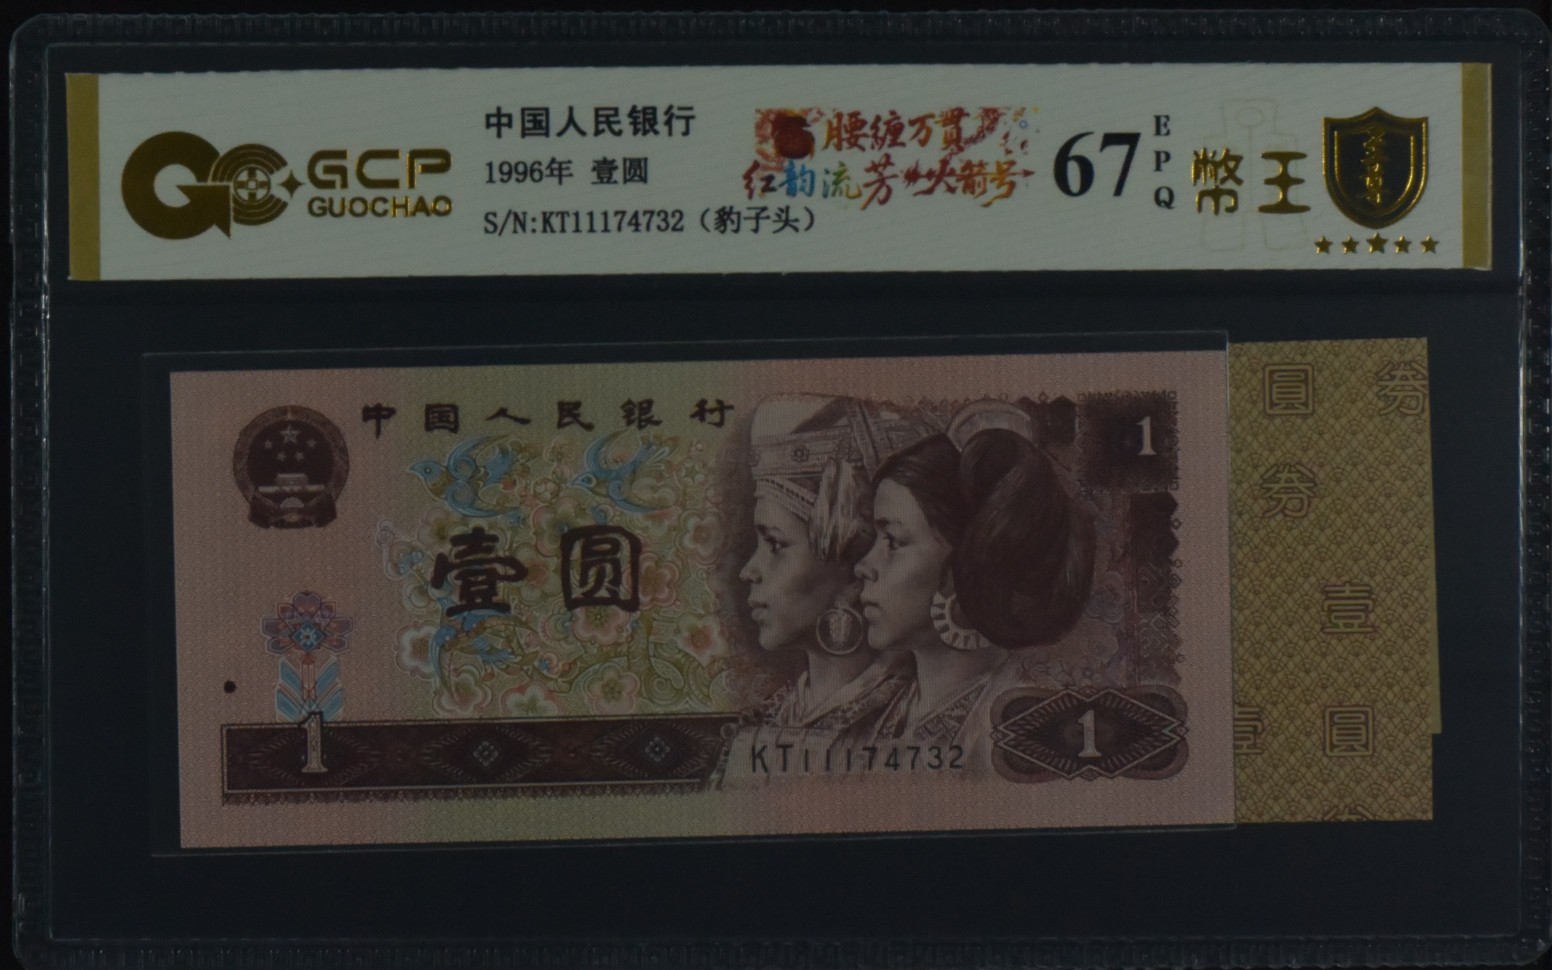 GCP
GUOCHAO
中国人民银行
1996年 壹圆
S/N:KT11174732（豹子头）
腰缠万贯
红韵流芳 火箭号
67
EPQ
幣王
中国人民银行
1
壹圆
1
KT11174732
1
圆 券
券
壹
壹 圆